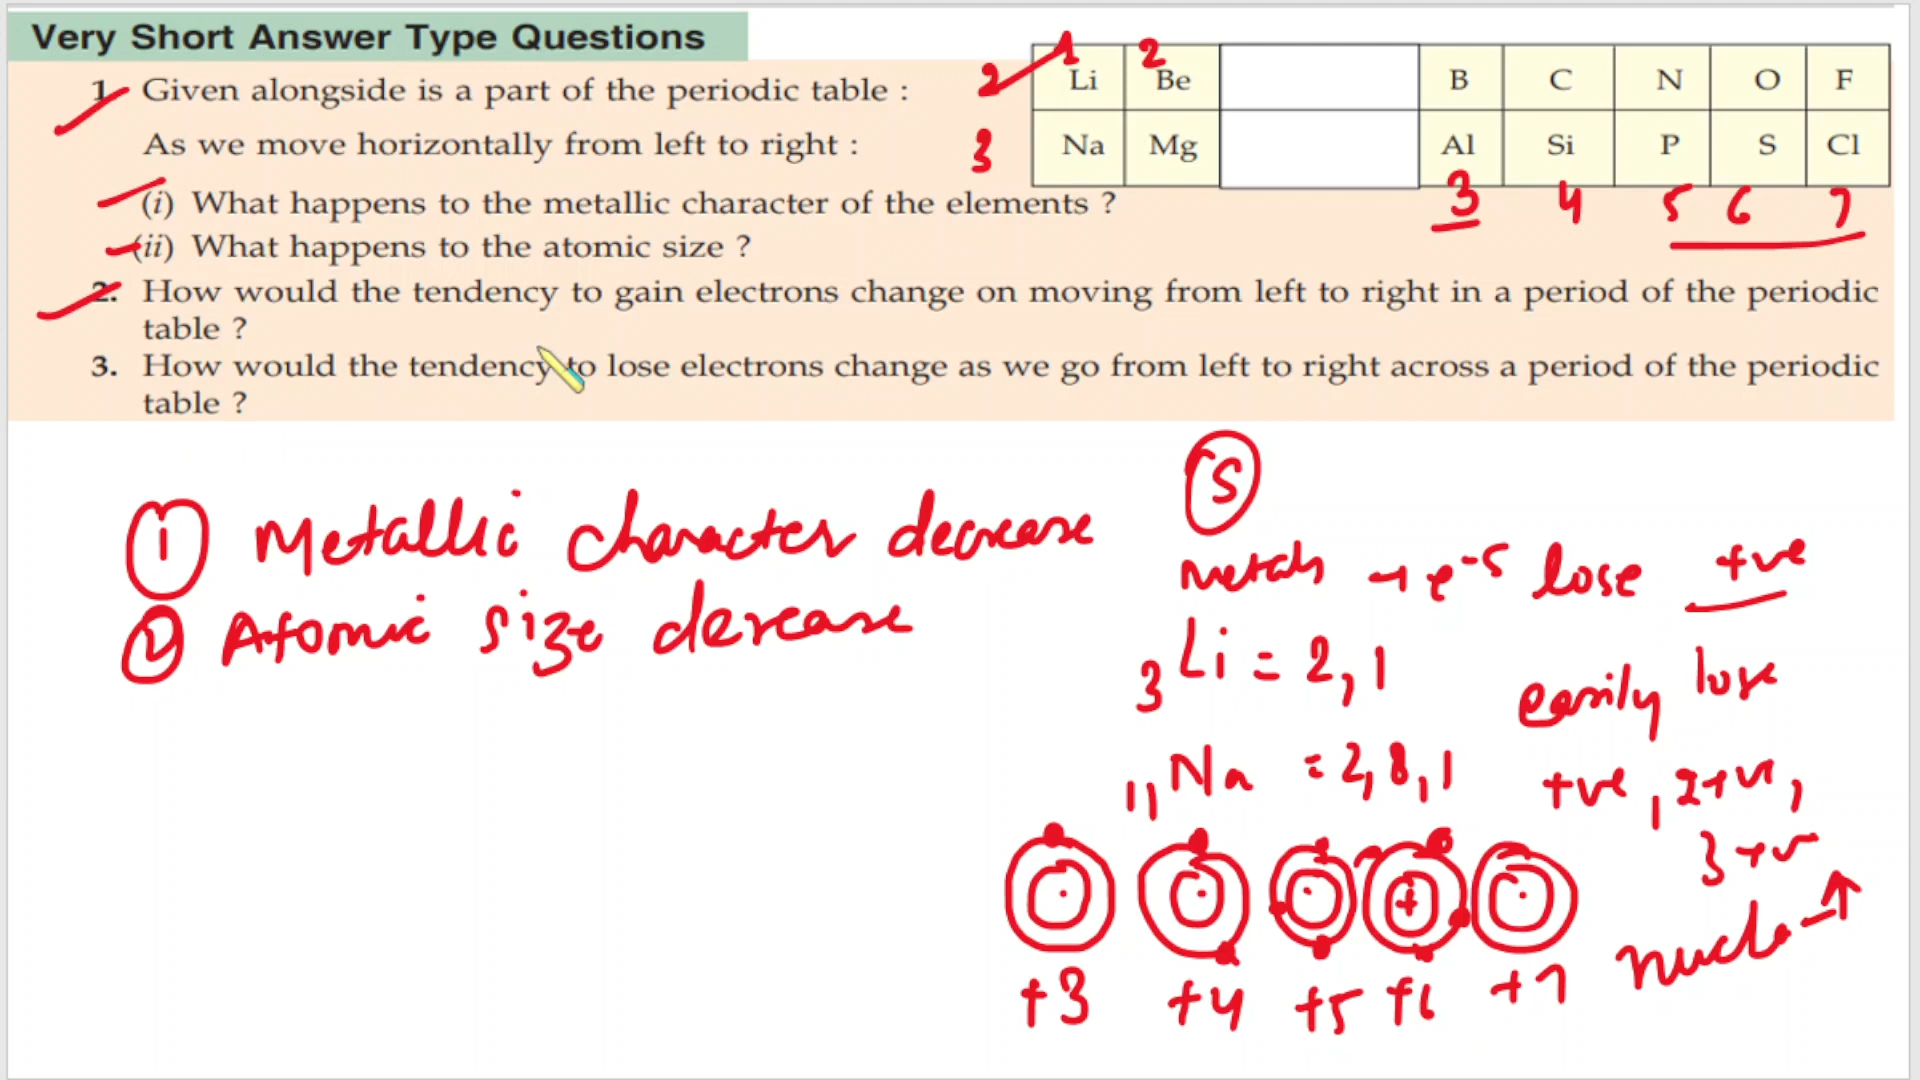 Very Short Answer Type Questions
1. Given alongside is a part of the periodic table :
As we move horizontally from left to right :
(i) What happens to the metallic character of the elements ?
(ii) What happens to the atomic size ?
2. How would the tendency to gain electrons change on moving from left to right in a period of the periodic
table ?
3. How would the tendency to lose electrons change as we go from left to right across a period of the periodic
table ?
1 2
2 Li Be B C N O F
3 Na Mg Al Si P S Cl
3 4 5 6 7
1 Metallic character decrease
Atomic size decrease
S
metals → e-s lose +ve
3 Li = 2, 1
easily lose
11 Na = 2, 8, 1
+ve, 2+ve,
3+ve
+
+3 +4 +5 +6 +7